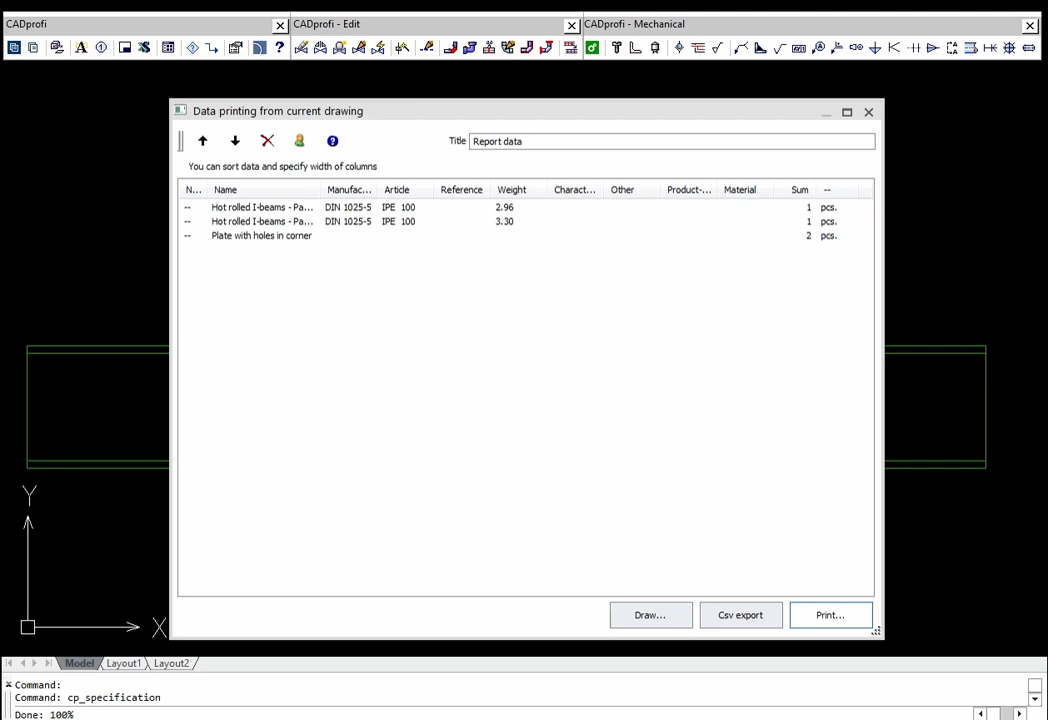 CADprofi
CADprofi - Edit
CADprofi - Mechanical
Data printing from current drawing
Title Report data
You can sort data and specify width of columns
N... Name Manufac... Article Reference Weight Charact... Other Product-... Material Sum --
-- Hot rolled I-beams - Pa... DIN 1025-5 IPE 100 2.96 1 pcs.
-- Hot rolled I-beams - Pa... DIN 1025-5 IPE 100 3.30 1 pcs.
-- Plate with holes in corner 2 pcs.
Draw... Csv export Print...
Y
X
Model Layout1 Layout2
Command:
Command: cp_specification
Done: 100%